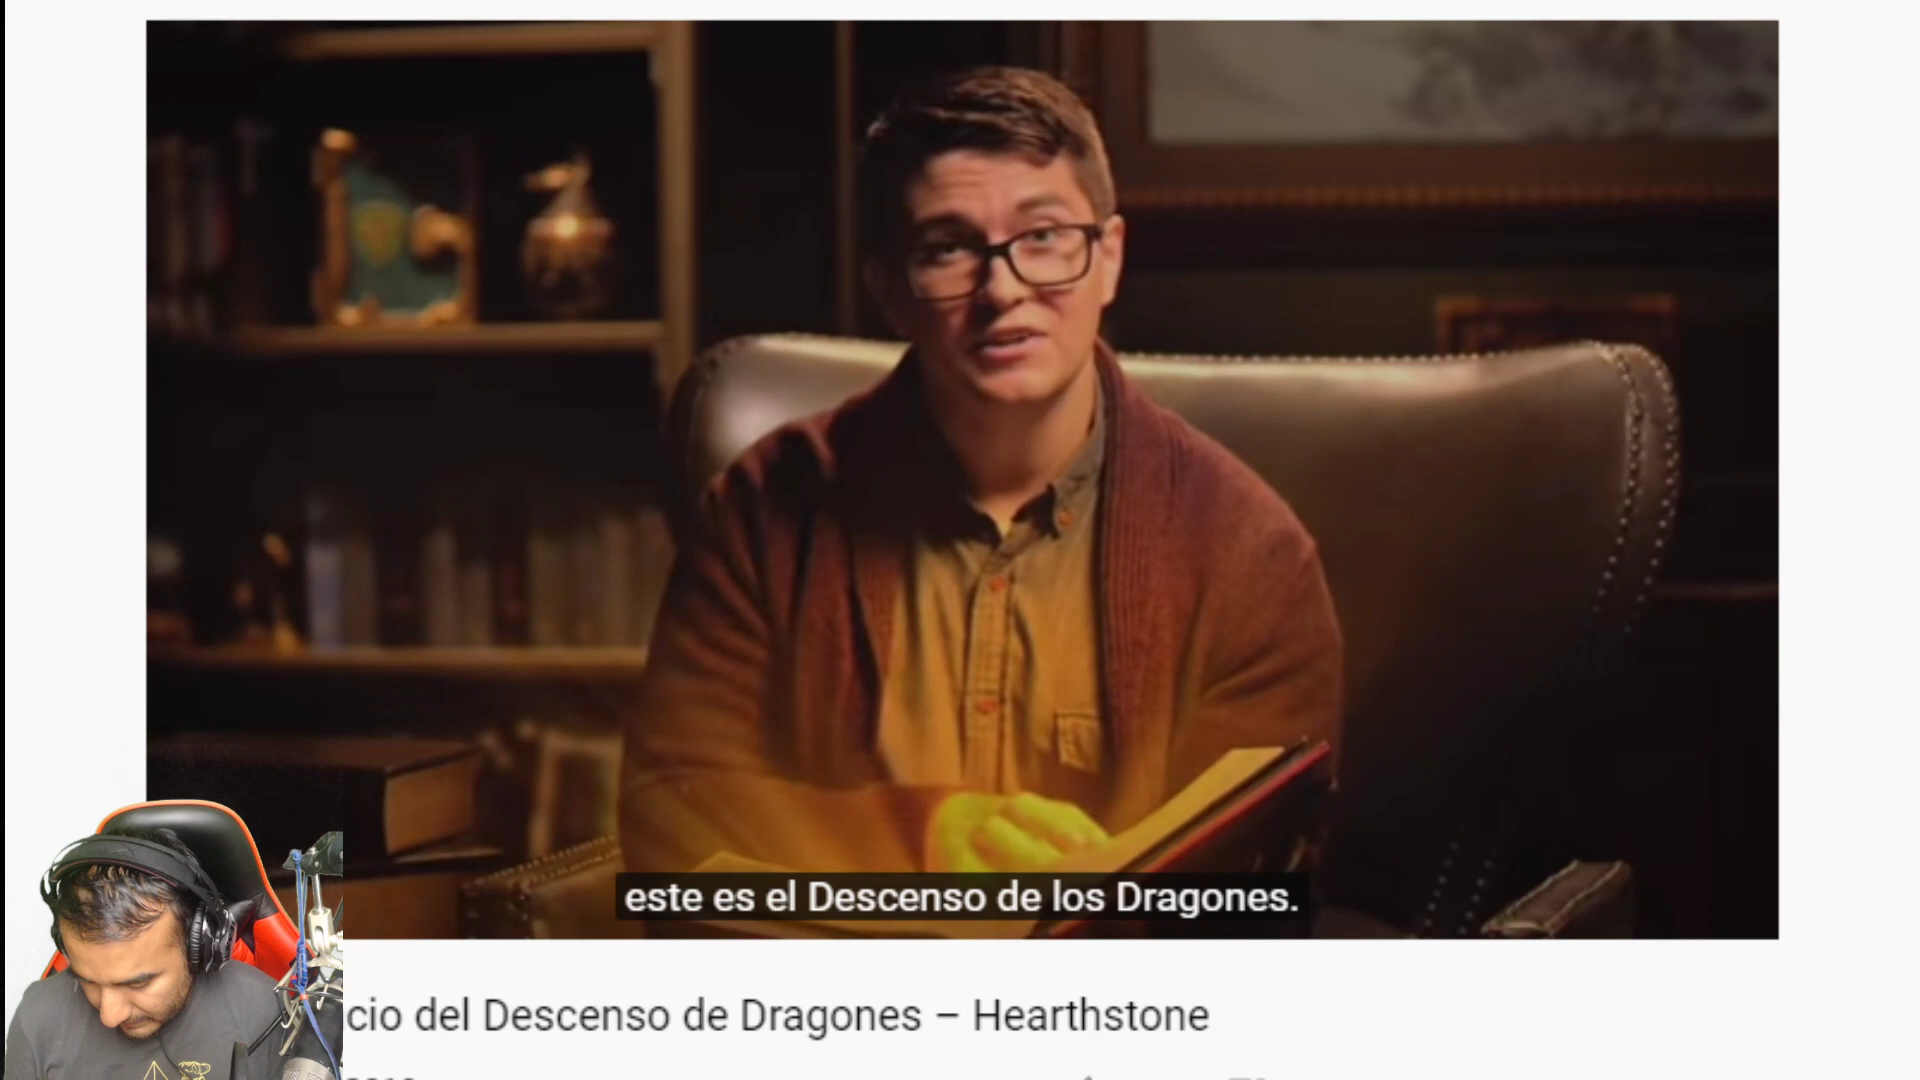 este es el Descenso de los Dragones.
cio del Descenso de Dragones – Hearthstone